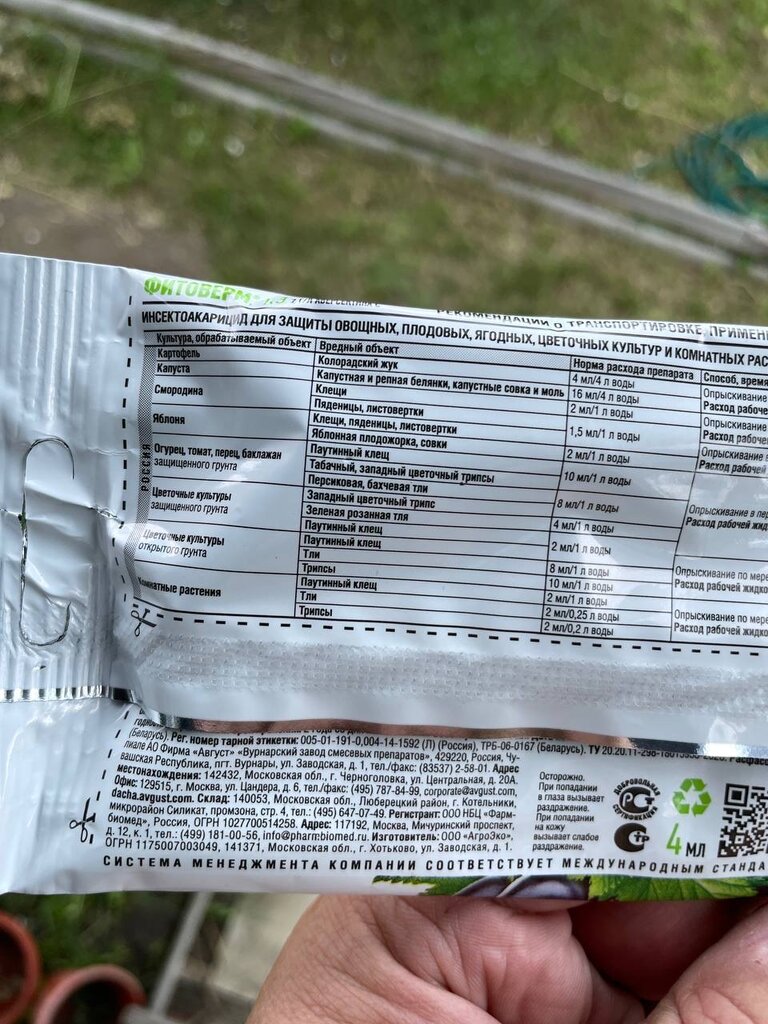 ФИТОВЕРМ®
РЕКОМЕНДАЦИИ О ТРАНСПОРТИРОВКЕ, ПРИМЕН
ИНСЕКТОАКАРИЦИД ДЛЯ ЗАЩИТЫ ОВОЩНЫХ, ПЛОДОВЫХ, ЯГОДНЫХ, ЦВЕТОЧНЫХ КУЛЬТУР И КОМНАТНЫХ РАС
РОССИЯ
Культура, обрабатываемый объект Вредный объект Норма расхода препарата Способ, время
Картофель Колорадский жук 4 мл/4 л воды Опрыскивание
Капуста Капустная и репная белянки, капустные совка и моль 16 мл/4 л воды Расход рабоче
Смородина Клещи 2 мл/1 л воды Опрыскивание
Пяденицы, листовертки 1,5 мл/1 л воды Расход рабоче
Яблоня Клещи, пяденицы, листовертки
Яблонная плодожорка, совки 2 мл/1 л воды Опрыскивание в
Расход рабочей
Огурец, томат, перец, баклажан Паутинный клещ
защищенного грунта Табачный, западный цветочный трипсы 10 мл/1 л воды
Персиковая, бахчевая тли 8 мл/1 л воды Опрыскивание в пе
Цветочные культуры Западный цветочный трипс Расход рабочей жид
защищенного грунта Зеленая розанная тля 4 мл/1 л воды
Паутинный клещ 2 мл/1 л воды
Цветочные культуры Паутинный клещ
открытого грунта Тли 8 мл/1 л воды Опрыскивание по мере
Трипсы 10 мл/1 л воды Расход рабочей жидко
Комнатные растения Паутинный клещ 2 мл/1 л воды
Тли 2 мл/0,25 л воды Опрыскивание по мере
Трипсы 2 мл/0,2 л воды Расход рабочей жидко
(Беларусь). Рег. номер тарной этикетки: 005-01-191-0,004-14-1592 (Л) (Россия), ТРБ-06-0167 (Беларусь). ТУ
пиале АО Фирма «Август» «Вурнарский завод смесевых препаратов», 429220, Россия, Чу-
вашская Республика, пгт. Вурнары, ул. Заводская, д. 1, тел./факс: (83537) 2-58-01. Адрес
местонахождения: 142432, Московская обл., г. Черноголовка, ул. Центральная, д. 20А.
Офис: 129515, г. Москва, ул. Цандера, д. 6, тел./факс: (495) 787-84-99, corporate@avgust.com,
dacha.avgust.com. Склад: 140053, Московская обл., Люберецкий район, г. Котельники,
микрорайон Силикат, промзона, стр. 4, тел.: (495) 647-07-49. Регистрант: ООО НБЦ «Фарм-
биомед», Россия, ОГРН 1027700514258. Адрес: 117192, Москва, Мичуринский проспект,
д. 12, к. 1, тел.: (499) 181-00-56, info@pharmbiomed.ru. Изготовитель: ООО «АгроЭко»,
ОГРН 1175007003049, 141371, Московская обл., г. Хотьково, ул. Заводская, д. 1.
Осторожно.
При попадании
в глаза вызывает
раздражение.
При попадании
на кожу
вызывает слабое
раздражение.
ДОБРОВОЛЬНАЯ
СЕРТИФИКАЦИЯ
4 мл
СИСТЕМА МЕНЕДЖМЕНТА КОМПАНИИ СООТВЕТСТВУЕТ МЕЖДУНАРОДНЫМ СТАНДА